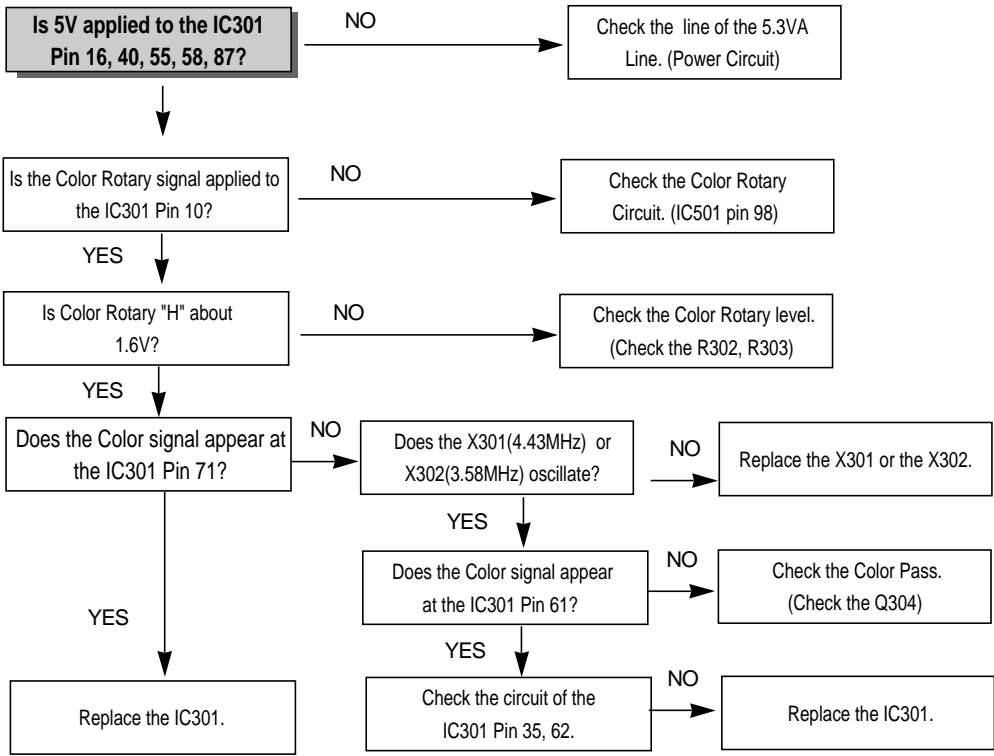 Is 5V applied to the IC301
Pin 16, 40, 55, 58, 87?
NO
Check the line of the 5.3VA
Line. (Power Circuit)
Is the Color Rotary signal applied to
the IC301 Pin 10?
NO
Check the Color Rotary
Circuit. (IC501 pin 98)
YES
Is Color Rotary "H" about
1.6V?
NO
Check the Color Rotary level.
(Check the R302, R303)
YES
Does the Color signal appear at
the IC301 Pin 71?
NO
Does the X301(4.43MHz) or
X302(3.58MHz) oscillate?
NO
Replace the X301 or the X302.
YES
Does the Color signal appear
at the IC301 Pin 61?
NO
Check the Color Pass.
(Check the Q304)
YES
YES
Replace the IC301.
Check the circuit of the
IC301 Pin 35, 62.
NO
Replace the IC301.